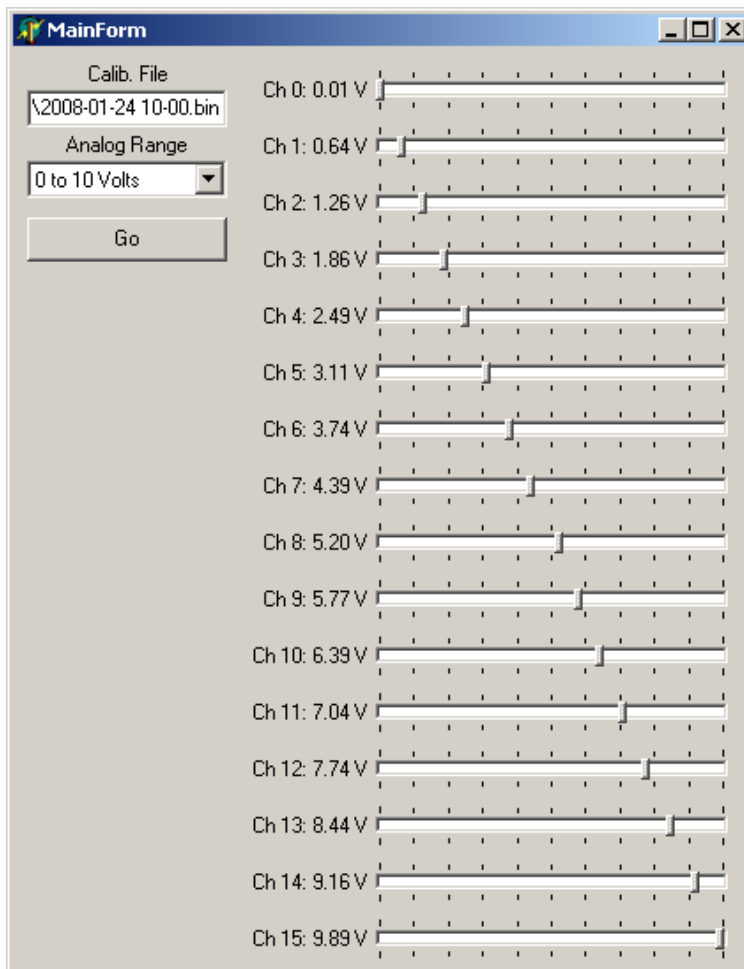 MainForm
Calib. File
\2008-01-24 10-00.bin
Analog Range
0 to 10 Volts
Go
Ch 0: 0.01 V
Ch 1: 0.64 V
Ch 2: 1.26 V
Ch 3: 1.86 V
Ch 4: 2.49 V
Ch 5: 3.11 V
Ch 6: 3.74 V
Ch 7: 4.39 V
Ch 8: 5.20 V
Ch 9: 5.77 V
Ch 10: 6.39 V
Ch 11: 7.04 V
Ch 12: 7.74 V
Ch 13: 8.44 V
Ch 14: 9.16 V
Ch 15: 9.89 V